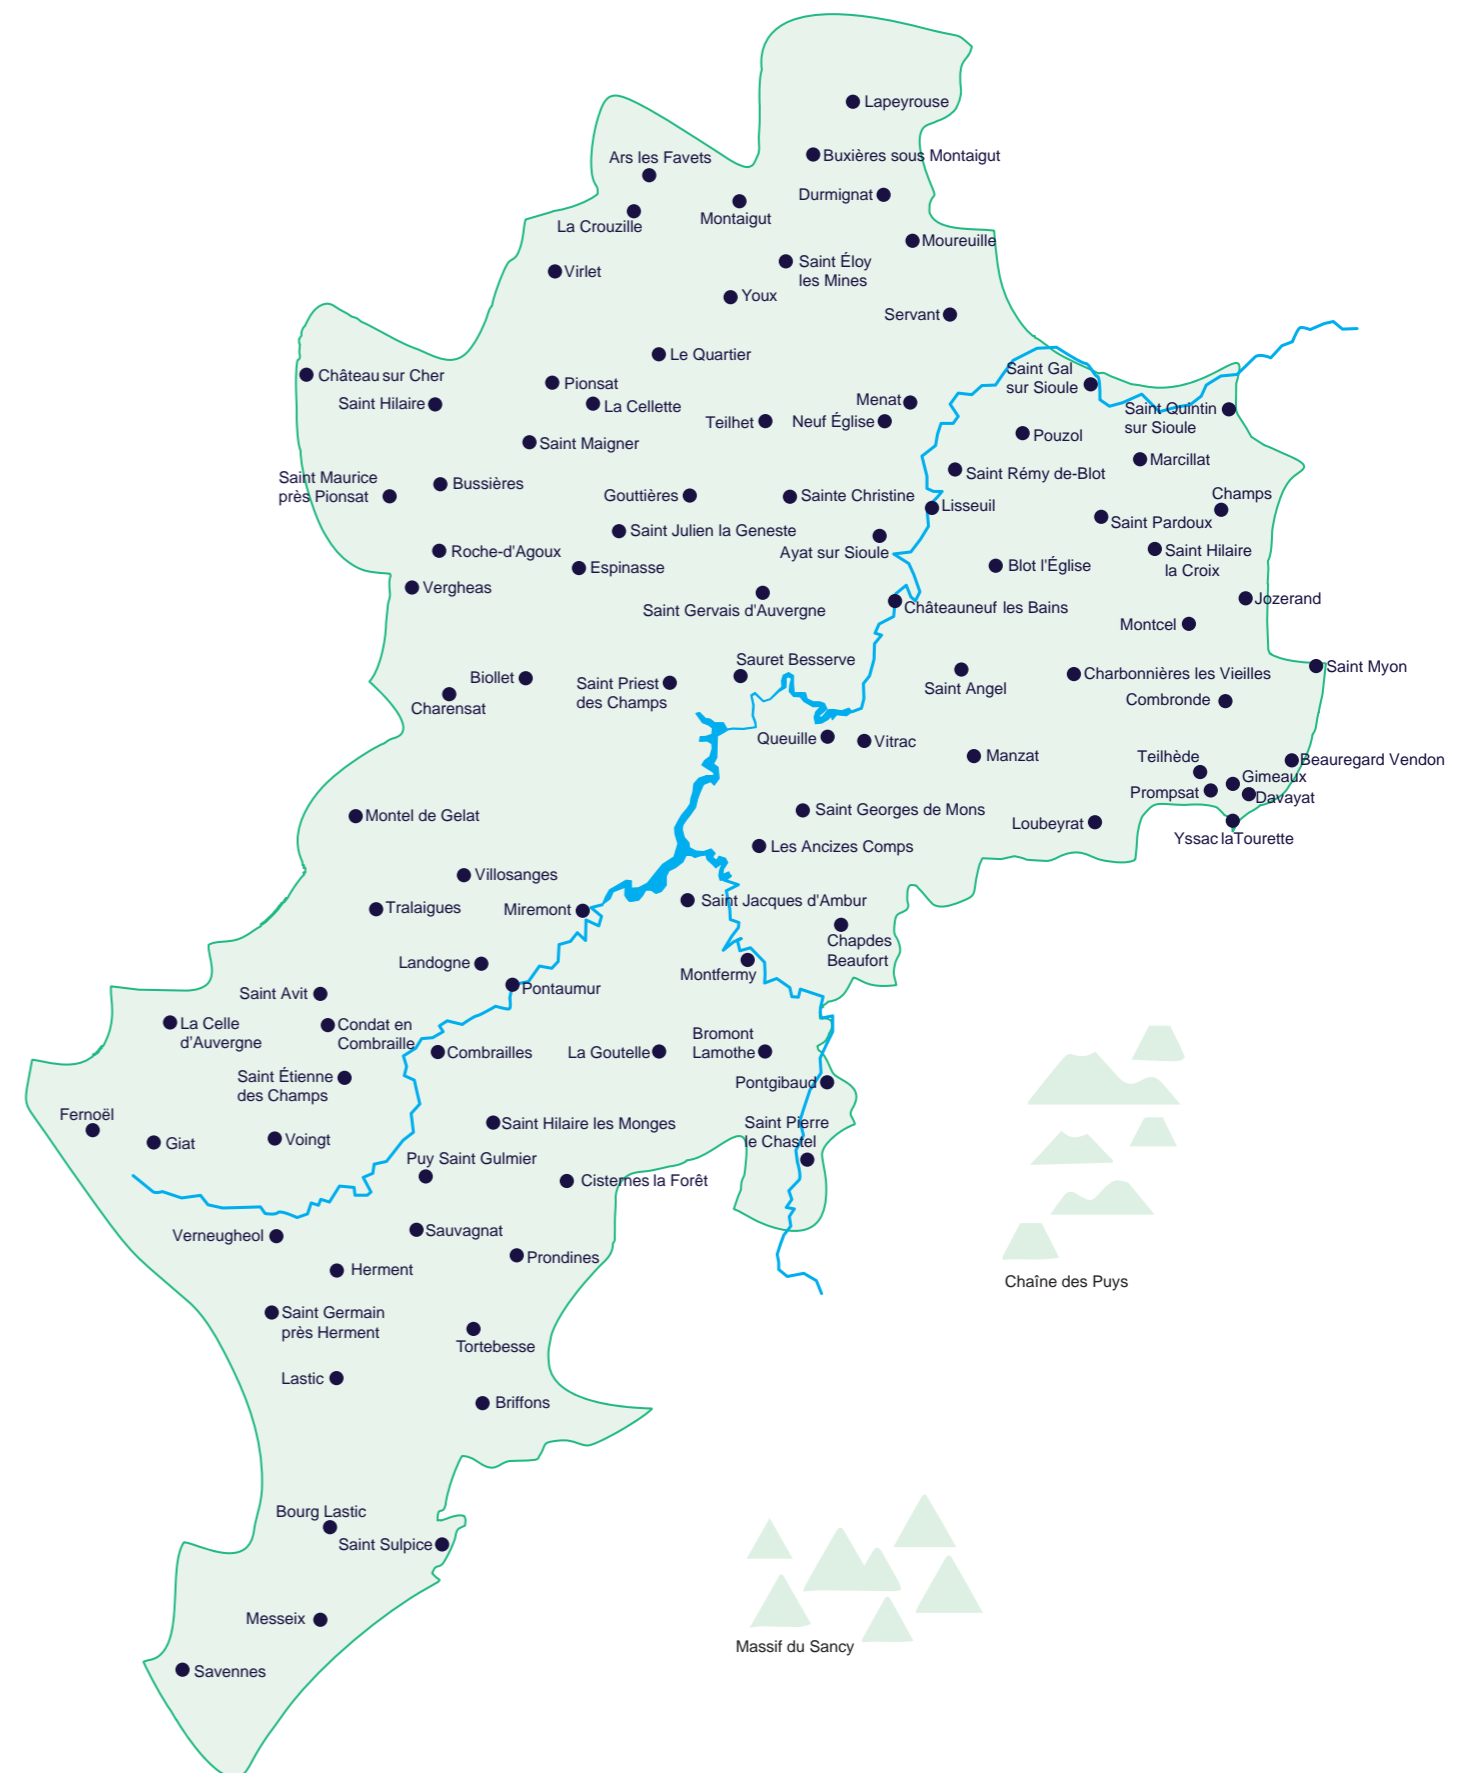 Lapeyrouse
Ars les Favets
Buxières sous Montaigut
Durmignat
Montaigut
La Crouzille
Moureuille
Saint Éloy
les Mines
Virlet
Youx
Servant
Le Quartier
Saint Gal
sur Sioule
Château sur Cher
Pionsat
Saint Hilaire
La Cellette
Menat
Saint Quintin
sur Sioule
Teilhet
Neuf Église
Pouzol
Saint Maigner
Marcillat
Saint Rémy de-Blot
Saint Maurice
près Pionsat
Bussières
Gouttières
Sainte Christine
Champs
Lisseuil
Saint Pardoux
Saint Julien la Geneste
Ayat sur Sioule
Roche-d'Agoux
Saint Hilaire
la Croix
Espinasse
Blot l'Église
Vergheas
Jozerand
Saint Gervais d'Auvergne
Châteauneuf les Bains
Montcel
Sauret Besserve
Saint Myon
Biollet
Saint Priest
des Champs
Saint Angel
Charbonnières les Vieilles
Charensat
Combronde
Queuille
Vitrac
Manzat
Teilhède
Beauregard Vendon
Gimeaux
Prompsat
Davayat
Montel de Gelat
Saint Georges de Mons
Loubeyrat
Yssac la Tourette
Les Ancizes Comps
Villosanges
Tralaigues
Miremont
Saint Jacques d'Ambur
Chapdes
Beaufort
Landogne
Montfermy
Pontaumur
Saint Avit
La Celle
d'Auvergne
Condat en
Combraille
Combrailles
La Goutelle
Bromont
Lamothe
Saint Étienne
des Champs
Pontgibaud
Fernoël
Giat
Voingt
Saint Hilaire les Monges
Saint Pierre
le Chastel
Puy Saint Gulmier
Cisternes la Forêt
Verneugheol
Sauvagnat
Prondines
Herment
Chaîne des Puys
Saint Germain
près Herment
Tortebesse
Lastic
Briffons
Bourg Lastic
Saint Sulpice
Messeix
Massif du Sancy
Savennes